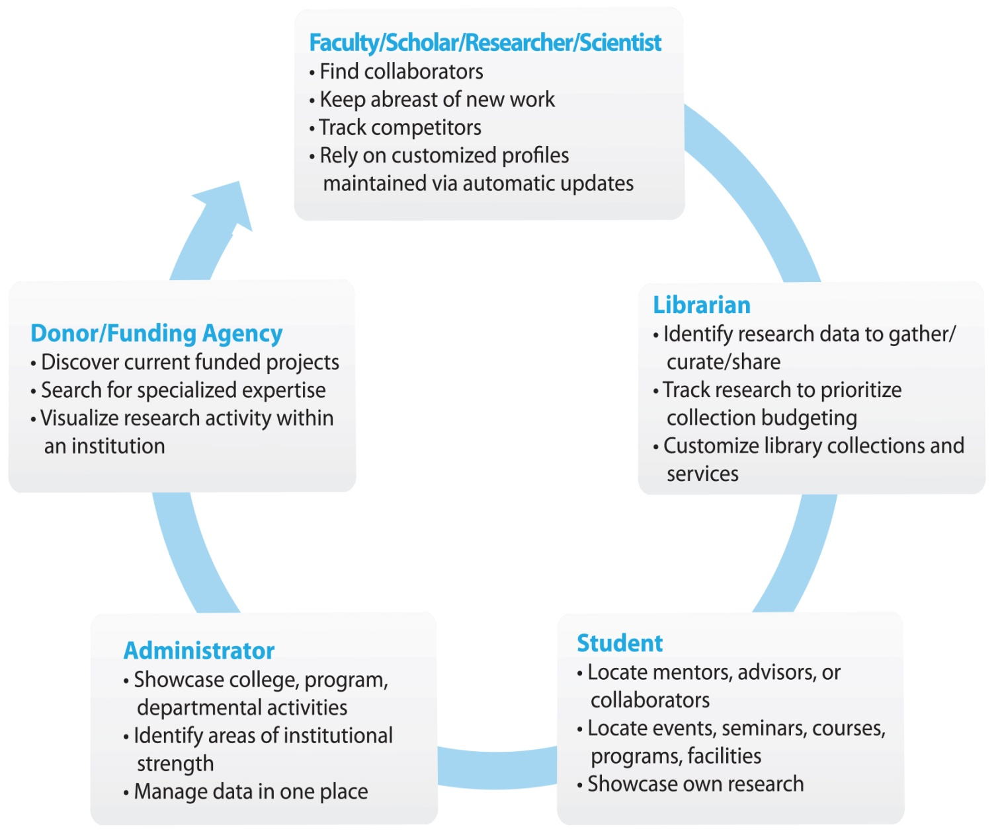 Faculty/Scholar/Researcher/Scientist
• Find collaborators
• Keep abreast of new work
• Track competitors
• Rely on customized profiles
maintained via automatic updates
Librarian
• Identify research data to gather/
curate/share
• Track research to prioritize
collection budgeting
• Customize library collections and
services
Student
• Locate mentors, advisors, or
collaborators
• Locate events, seminars, courses,
programs, facilities
• Showcase own research
Administrator
• Showcase college, program,
departmental activities
• Identify areas of institutional
strength
• Manage data in one place
Donor/Funding Agency
• Discover current funded projects
• Search for specialized expertise
• Visualize research activity within
an institution